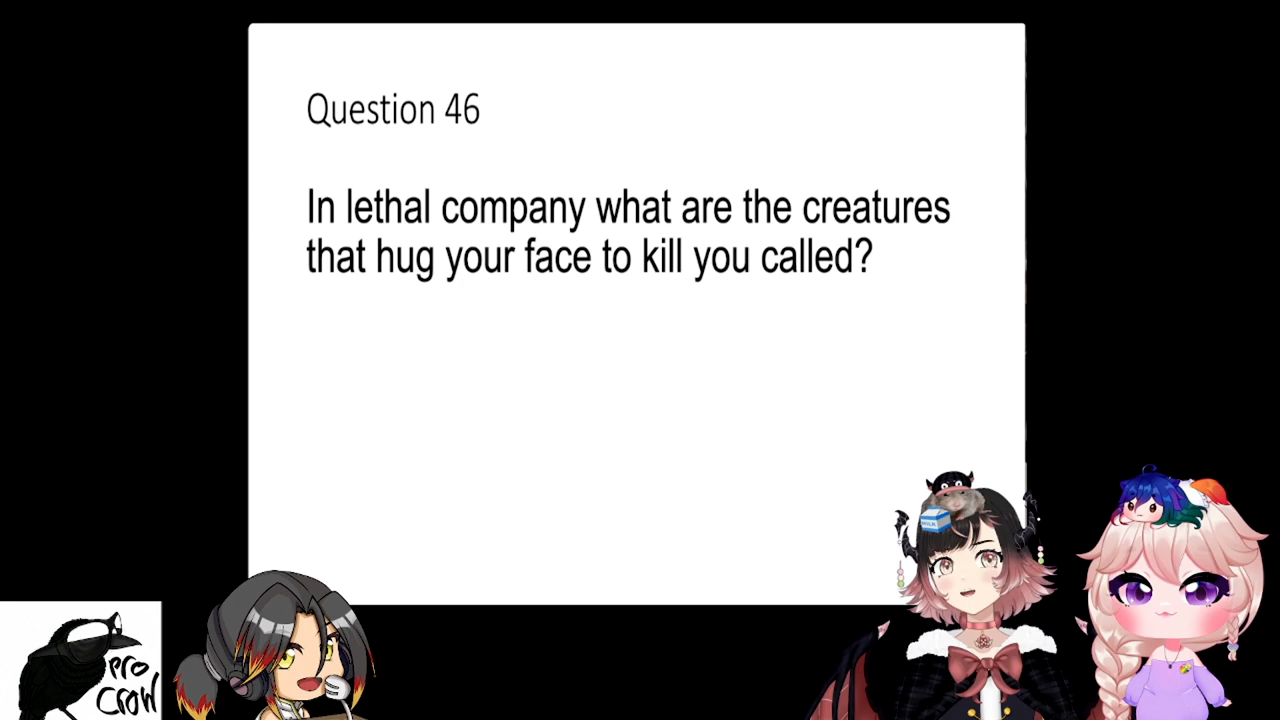 Question 46
In lethal company what are the creatures
that hug your face to kill you called?
MILK
pro
crow